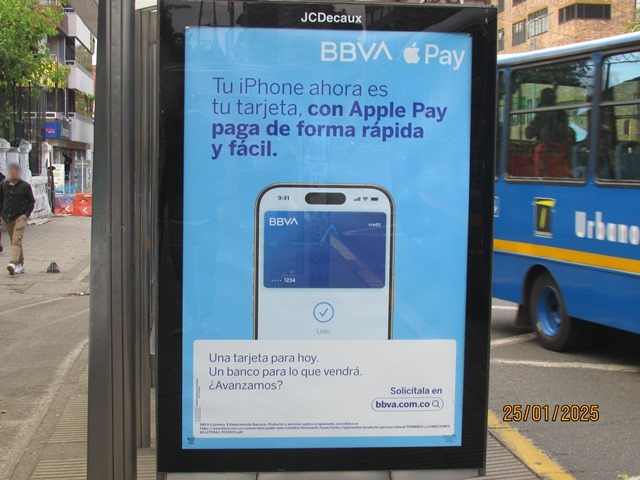 JCDecaux
BBVA Pay
Tu iPhone ahora es
tu tarjeta, con Apple Pay
paga de forma rápida
y fácil.
9:41
BBVA
credit
•••• 1234
Listo
Una tarjeta para hoy.
Un banco para lo que vendrá.
¿Avanzamos?
Solicítala en
bbva.com.co
Urbano
25/01/2025